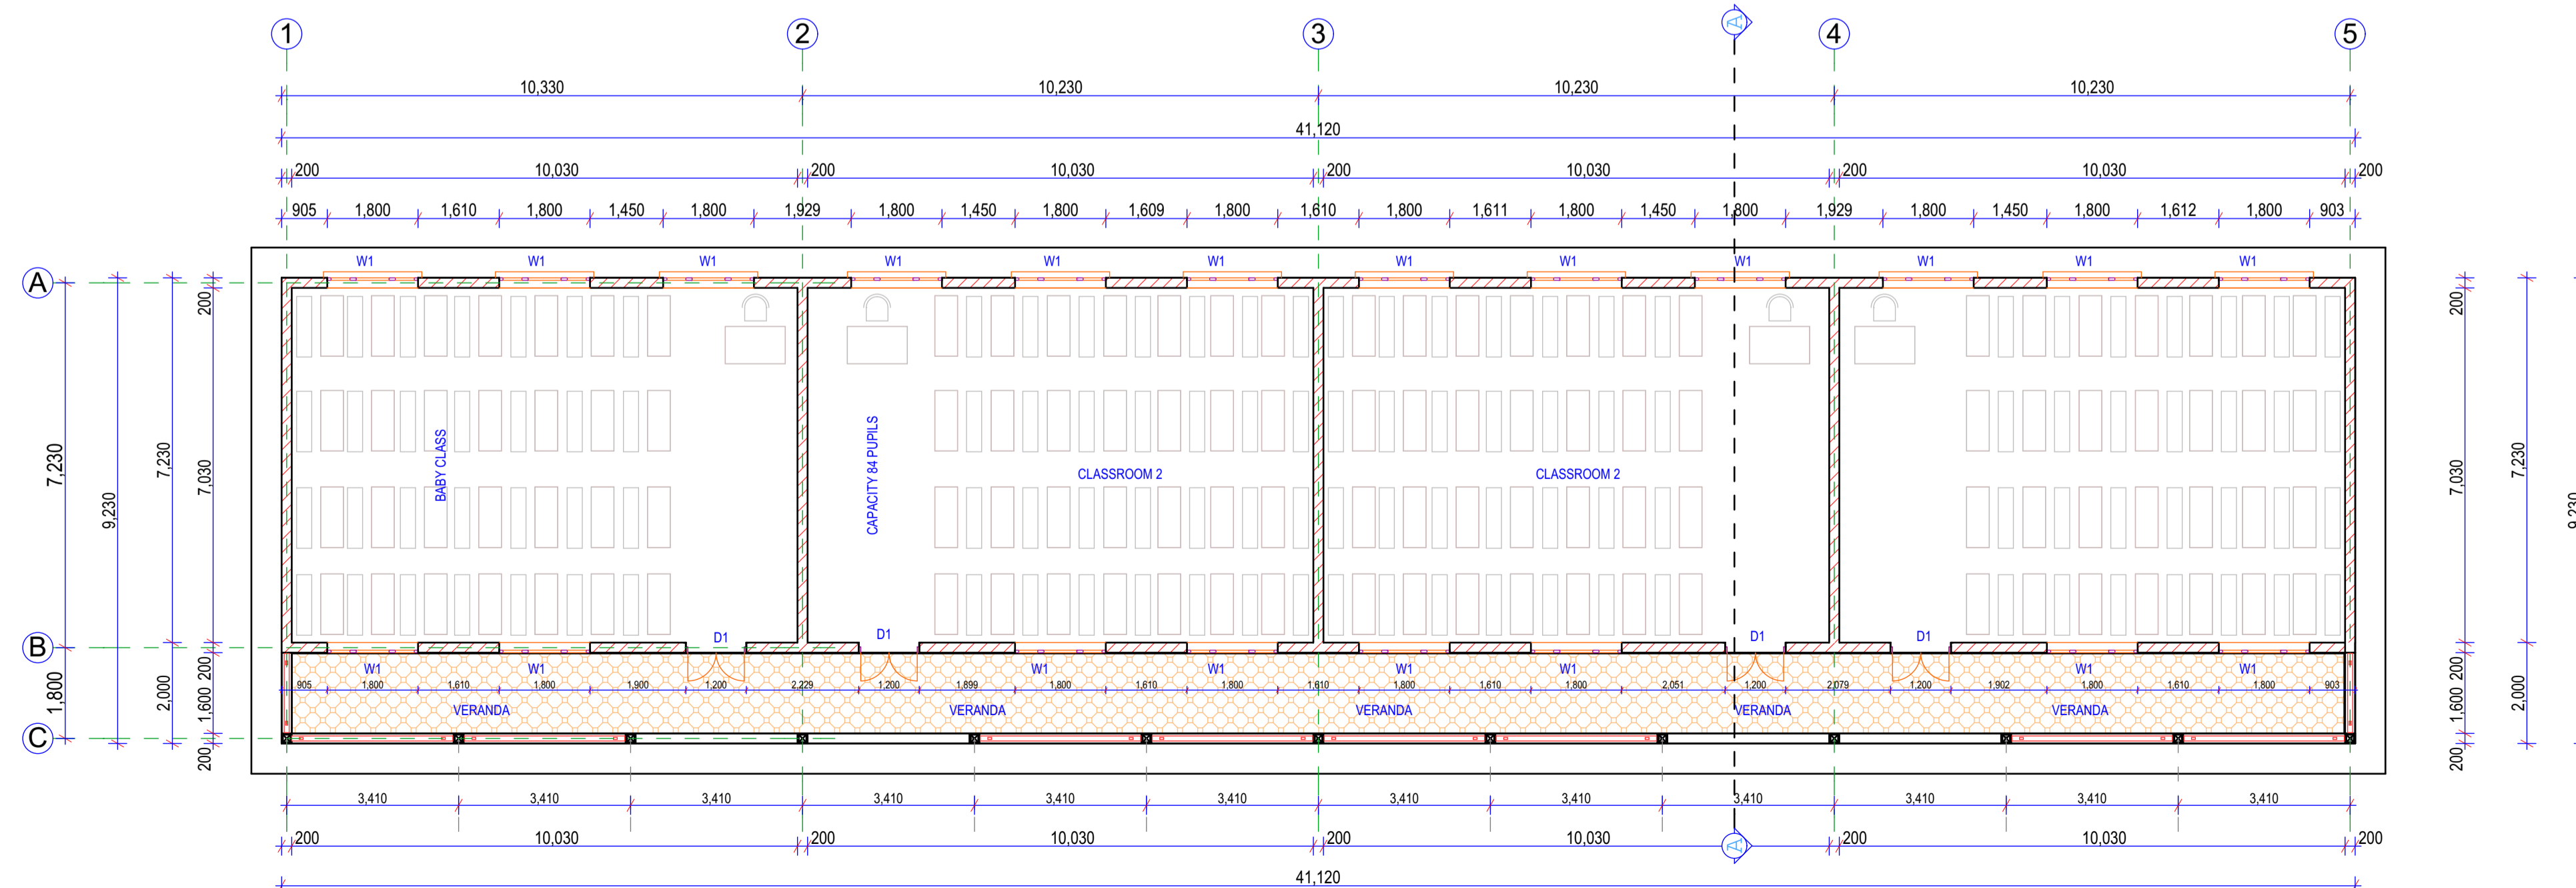 1 2 3 A 4 5
10,330 10,230 10,230 10,230
41,120
200 10,030 200 10,030 200 10,030 200 10,030 200
905 1,800 1,610 1,800 1,450 1,800 1,929 1,800 1,450 1,800 1,609 1,800 1,610 1,800 1,611 1,800 1,450 1,800 1,929 1,800 1,450 1,800 1,612 1,800 903
W1 W1 W1 W1 W1 W1 W1 W1 W1 W1 W1 W1
A
200 200
7,230 9,230 7,230 7,030
BABY CLASS
CAPACITY 84 PUPILS
CLASSROOM 2 CLASSROOM 2
7,030 7,230 9,230
D1 D1 D1 D1
B
W1 W1 W1 W1 W1 W1 W1 W1
905 1,800 1,610 1,800 1,900 1,200 2,229 1,200 1,699 1,800 1,610 1,800 1,610 1,800 1,610 1,800 2,051 1,200 2,079 1,200 1,902 1,800 1,610 1,800 903
VERANDA VERANDA VERANDA VERANDA VERANDA
1,800 2,000 200 1,600 200
200 1,600 200 2,000
C
3,410 3,410 3,410 3,410 3,410 3,410 3,410 3,410 3,410 3,410 3,410 3,410
200 10,030 200 10,030 200 10,030 A 200 10,030 200
41,120